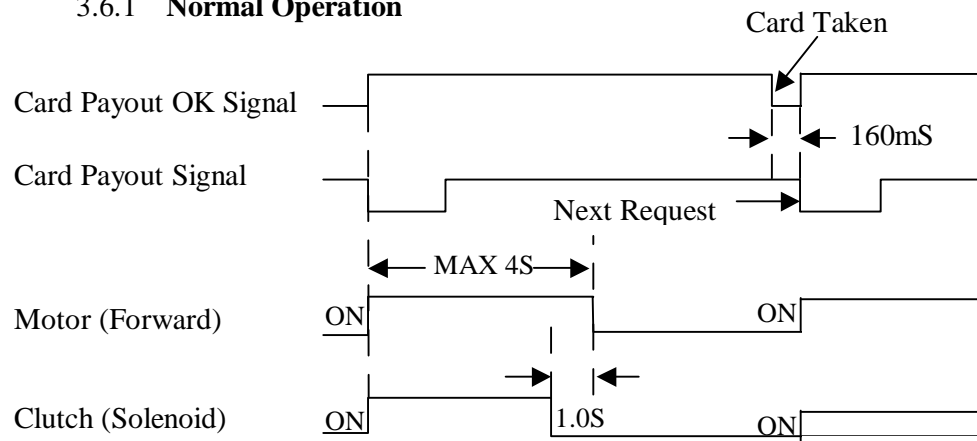 3.6.1 Normal Operation
Card Taken
Card Payout OK Signal
160mS
Card Payout Signal
Next Request
MAX 4S
Motor (Forward)
ON
ON
Clutch (Solenoid)
ON
1.0S
ON